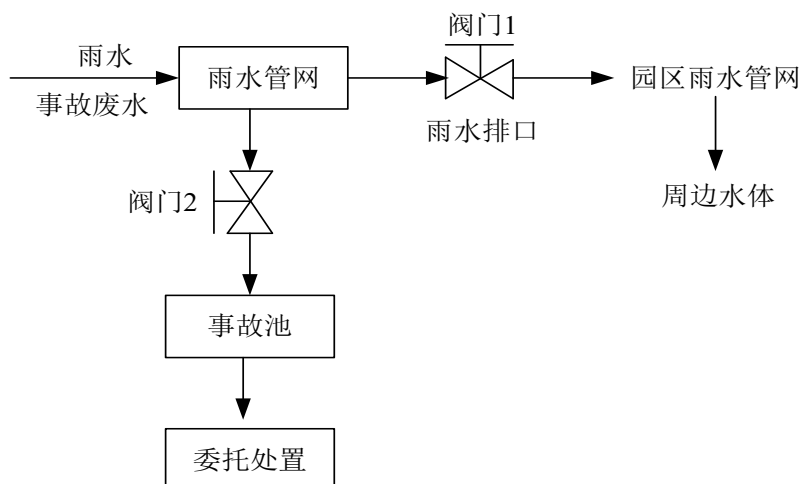 阀门1
雨水
雨水管网
园区雨水管网
事故废水
雨水排口
阀门2
周边水体
事故池
委托处置